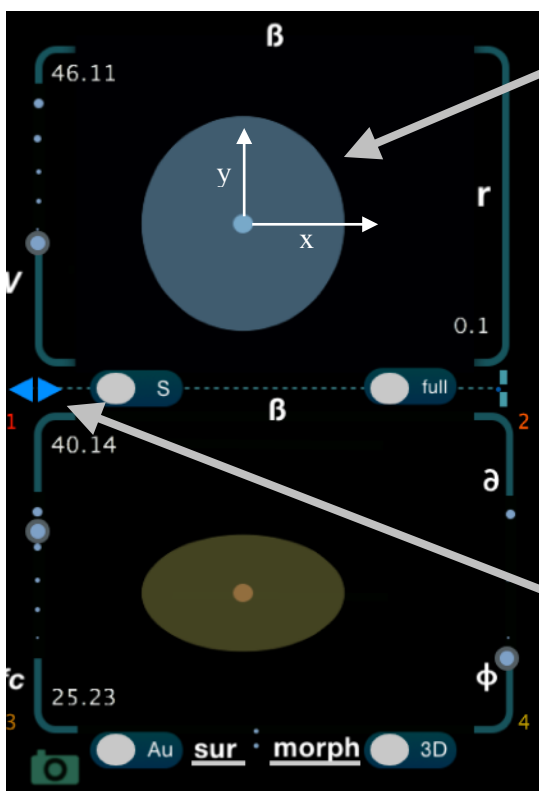 ß
46.11
y
r
x
V
0.1
S
full
1
ß
2
40.14
∂
fc
25.23
ϕ
3
4
Au
sur
morph
3D